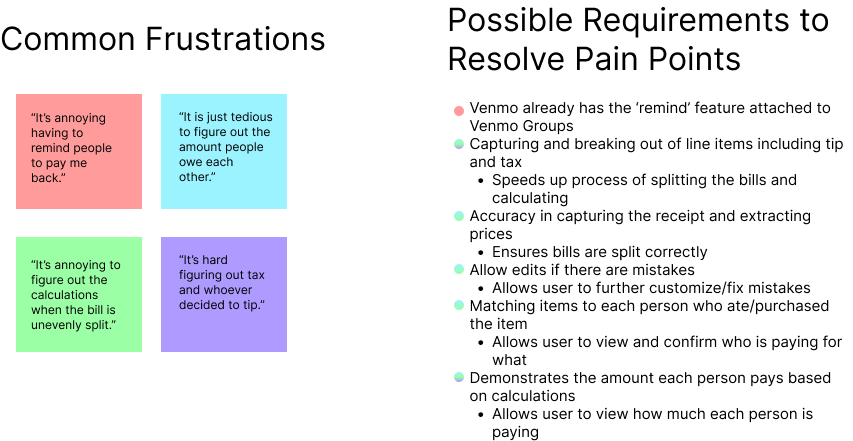 Common Frustrations
“It’s annoying
having to
remind people
to pay me
back.”
“It is just tedious
to figure out the
amount people
owe each
other.”
“It’s annoying to
figure out the
calculations
when the bill is
unevenly split.”
“It’s hard
figuring out tax
and whoever
decided to tip.”
Possible Requirements to
Resolve Pain Points
Venmo already has the ‘remind’ feature attached to
Venmo Groups
Capturing and breaking out of line items including tip
and tax
• Speeds up process of splitting the bills and
calculating
Accuracy in capturing the receipt and extracting
prices
• Ensures bills are split correctly
Allow edits if there are mistakes
• Allows user to further customize/fix mistakes
Matching items to each person who ate/purchased
the item
• Allows user to view and confirm who is paying for
what
Demonstrates the amount each person pays based
on calculations
• Allows user to view how much each person is
paying